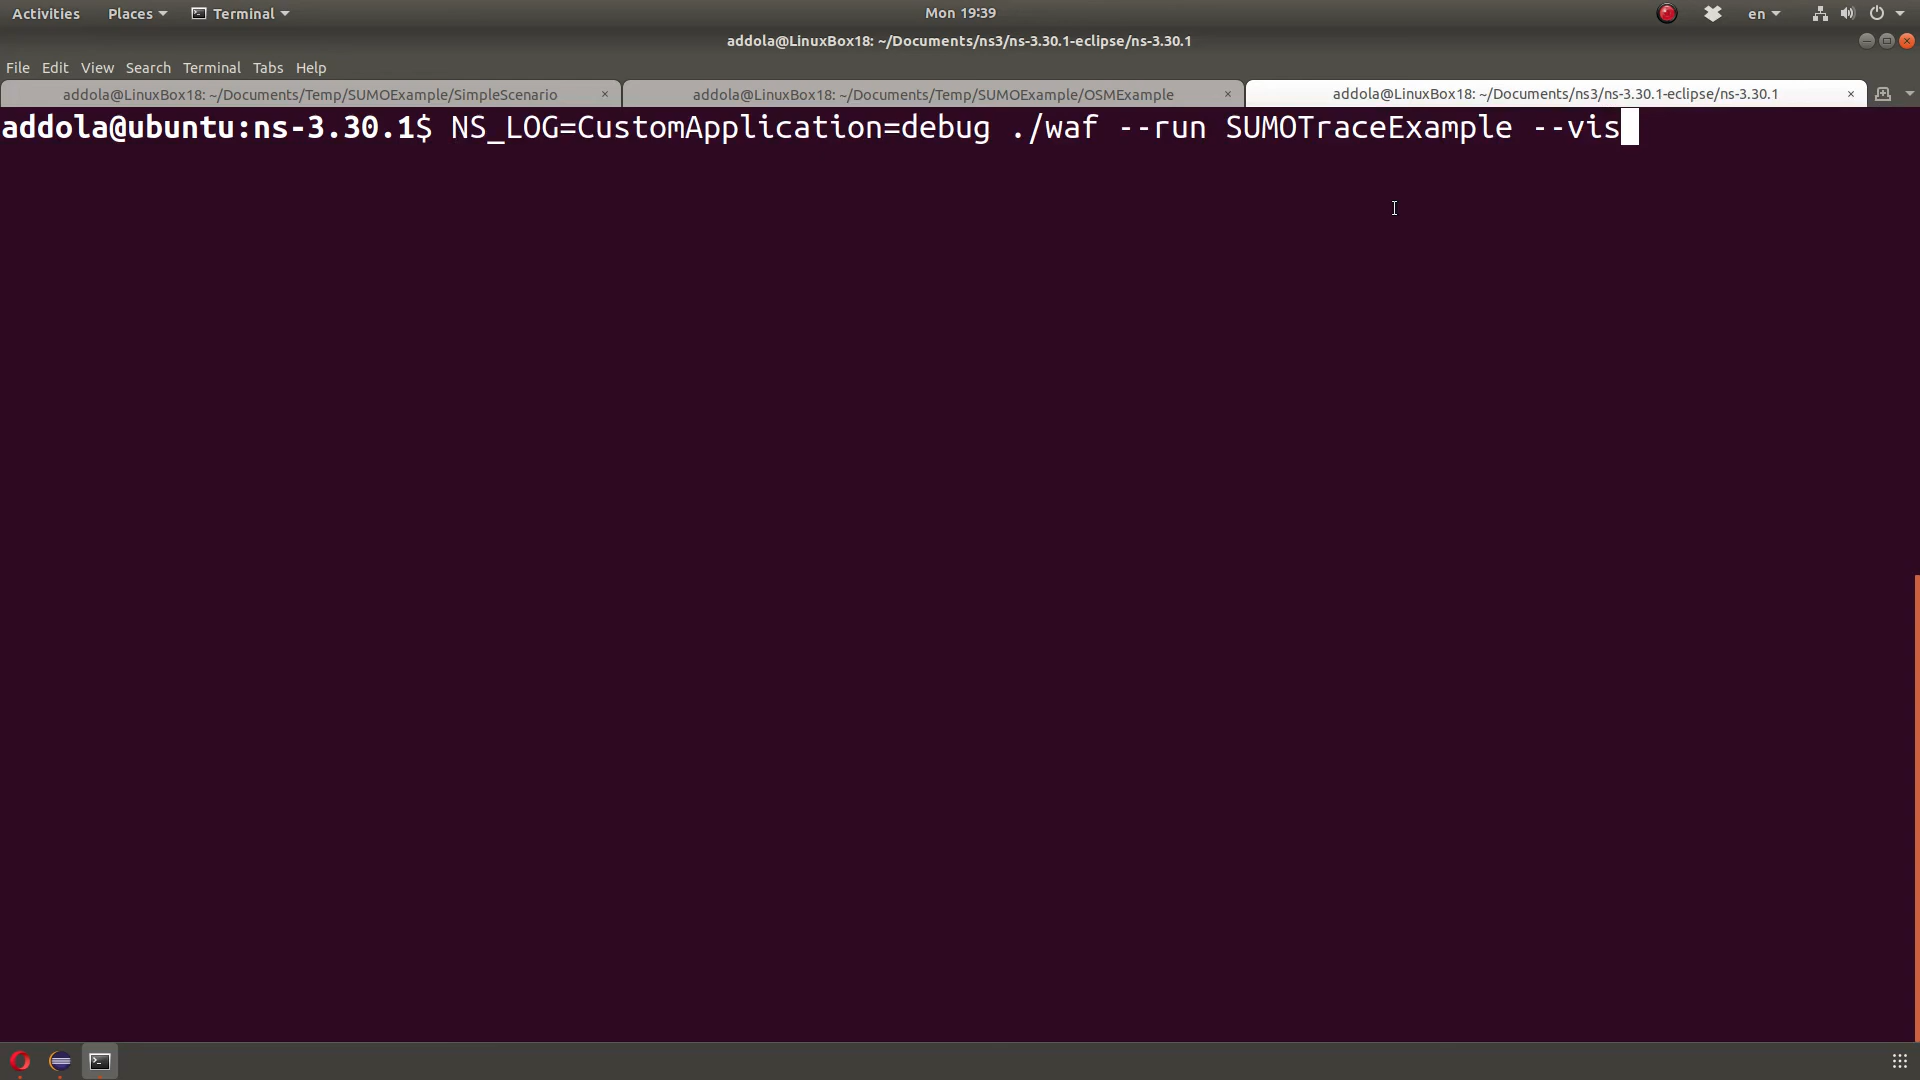 Activities Places Terminal Mon 19:39 en
addola@LinuxBox18: ~/Documents/ns3/ns-3.30.1-eclipse/ns-3.30.1
File Edit View Search Terminal Tabs Help
addola@LinuxBox18: ~/Documents/Temp/SUMOExample/SimpleScenario × addola@LinuxBox18: ~/Documents/Temp/SUMOExample/OSMExample × addola@LinuxBox18: ~/Documents/ns3/ns-3.30.1-eclipse/ns-3.30.1 ×
addola@ubuntu:ns-3.30.1$ NS_LOG=CustomApplication=debug ./waf --run SUMOTraceExample --vis